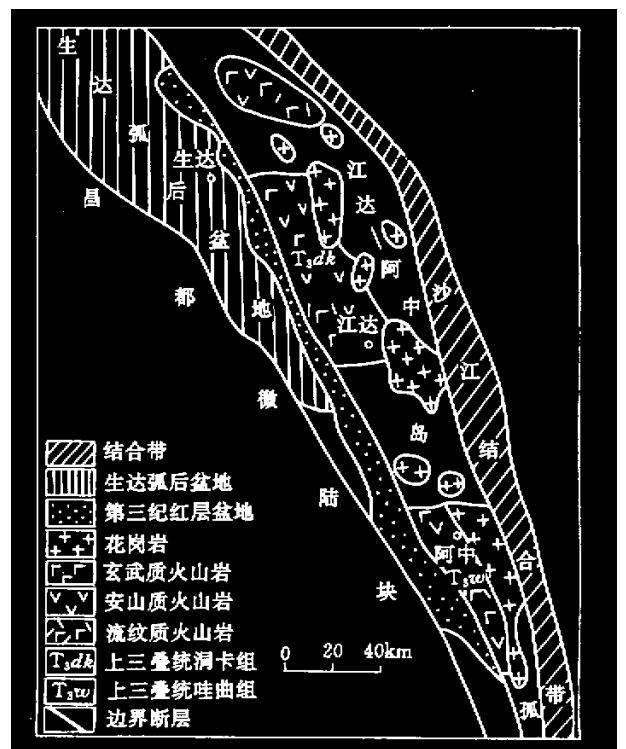 生达弧后盆地
生达
昌都微陆块
江达—阿中岛弧
T₃dk
江达
金沙江结合带
阿中
T₃w
结合带
生达弧后盆地
第三纪红层盆地
花岗岩
玄武质火山岩
安山质火山岩
流纹质火山岩
T₃dk 上三叠统洞卡组
T₃w 上三叠统哇曲组
边界断层
0 20 40km